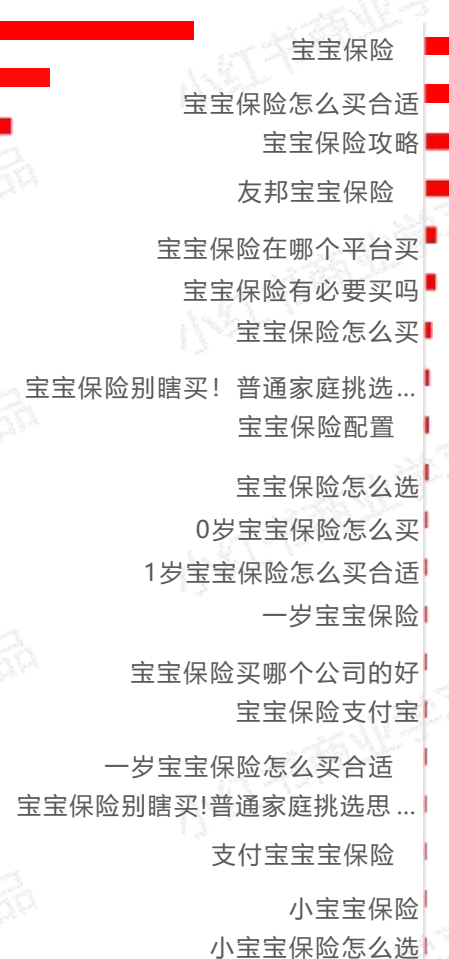 宝宝保险
宝宝保险怎么买合适
宝宝保险攻略
友邦宝宝保险
宝宝保险在哪个平台买
宝宝保险有必要买吗
宝宝保险怎么买
宝宝保险别瞎买！普通家庭挑选...
宝宝保险配置
宝宝保险怎么选
0岁宝宝保险怎么买
1岁宝宝保险怎么买合适
一岁宝宝保险
宝宝保险买哪个公司的好
宝宝保险支付宝
一岁宝宝保险怎么买合适
宝宝保险别瞎买!普通家庭挑选思...
支付宝宝宝保险
小宝宝保险
小宝宝保险怎么选